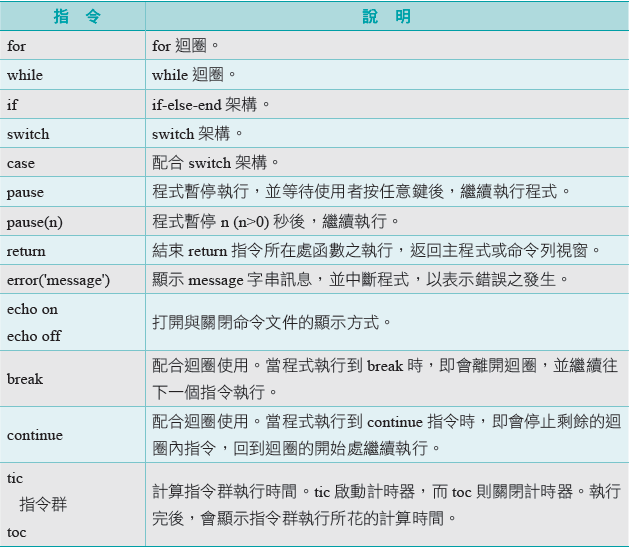 指 令 說 明
for for 迴圈。
while while 迴圈。
if if-else-end 架構。
switch switch 架構。
case 配合 switch 架構。
pause 程式暫停執行，並等待使用者按任意鍵後，繼續執行程式。
pause(n) 程式暫停 n (n>0) 秒後，繼續執行。
return 結束 return 指令所在處函數之執行，返回主程式或命令列視窗。
error('message') 顯示 message 字串訊息，並中斷程式，以表示錯誤之發生。
echo on
echo off
打開與關閉命令文件的顯示方式。
break
配合迴圈使用。當程式執行到 break 時，即會離開迴圈，並繼續往
下一個指令執行。
continue
配合迴圈使用。當程式執行到 continue 指令時，即會停止剩餘的迴
圈內指令，回到迴圈的開始處繼續執行。
tic
指令群
toc
計算指令群執行時間。tic 啟動計時器，而 toc 則關閉計時器。執行
完後，會顯示指令群執行所花的計算時間。